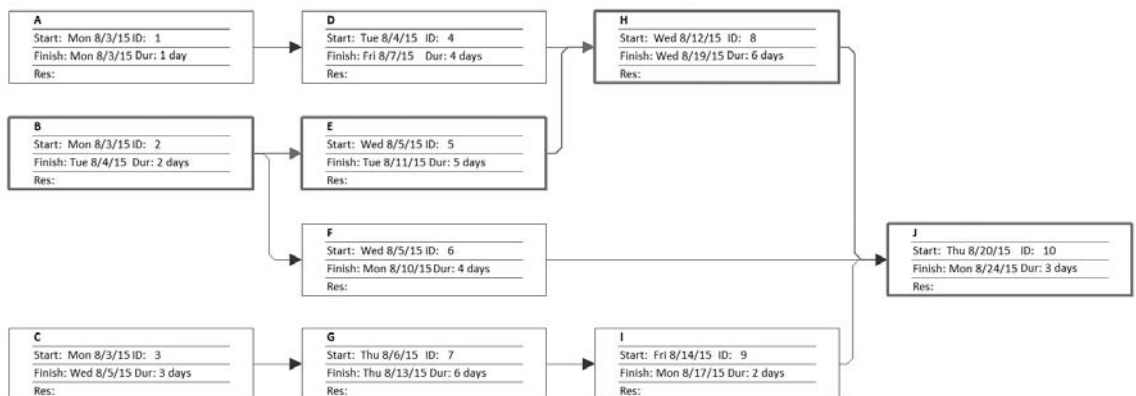 A
Start: Mon 8/3/15 ID: 1
Finish: Mon 8/3/15 Dur: 1 day
Res:
D
Start: Tue 8/4/15 ID: 4
Finish: Fri 8/7/15 Dur: 4 days
Res:
H
Start: Wed 8/12/15 ID: 8
Finish: Wed 8/19/15 Dur: 6 days
Res:
B
Start: Mon 8/3/15 ID: 2
Finish: Tue 8/4/15 Dur: 2 days
Res:
E
Start: Wed 8/5/15 ID: 5
Finish: Tue 8/11/15 Dur: 5 days
Res:
F
Start: Wed 8/5/15 ID: 6
Finish: Mon 8/10/15 Dur: 4 days
Res:
J
Start: Thu 8/20/15 ID: 10
Finish: Mon 8/24/15 Dur: 3 days
Res:
C
Start: Mon 8/3/15 ID: 3
Finish: Wed 8/5/15 Dur: 3 days
Res:
G
Start: Thu 8/6/15 ID: 7
Finish: Thu 8/13/15 Dur: 6 days
Res:
I
Start: Fri 8/14/15 ID: 9
Finish: Mon 8/17/15 Dur: 2 days
Res: